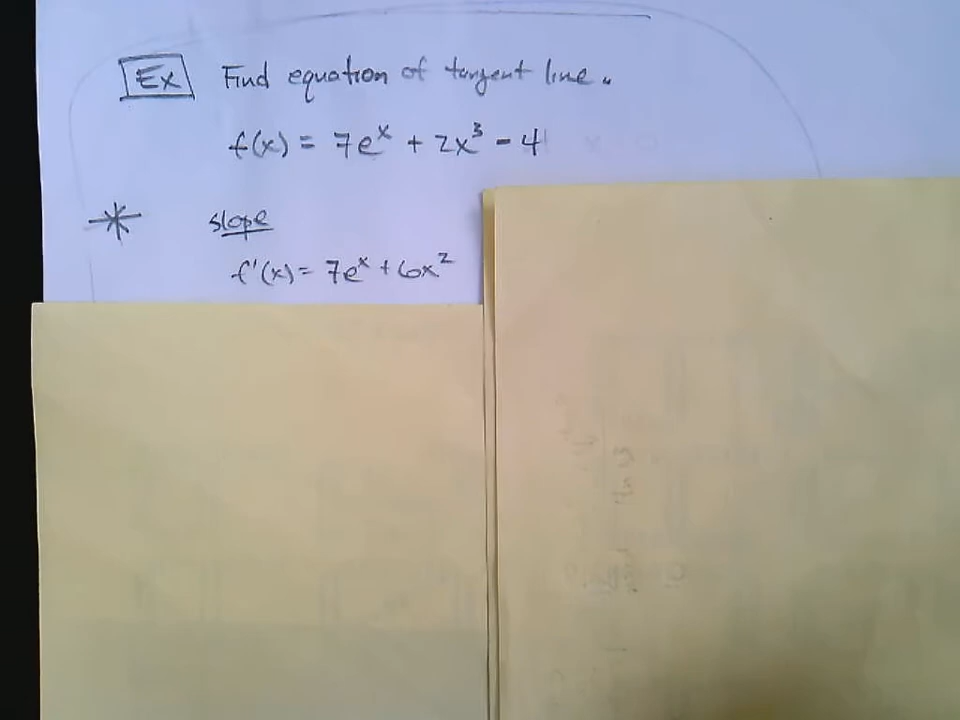 Ex Find equation of tangent line.
f(x) = 7e^x + 2x^3 - 4
slope
f'(x) = 7e^x + 6x^2